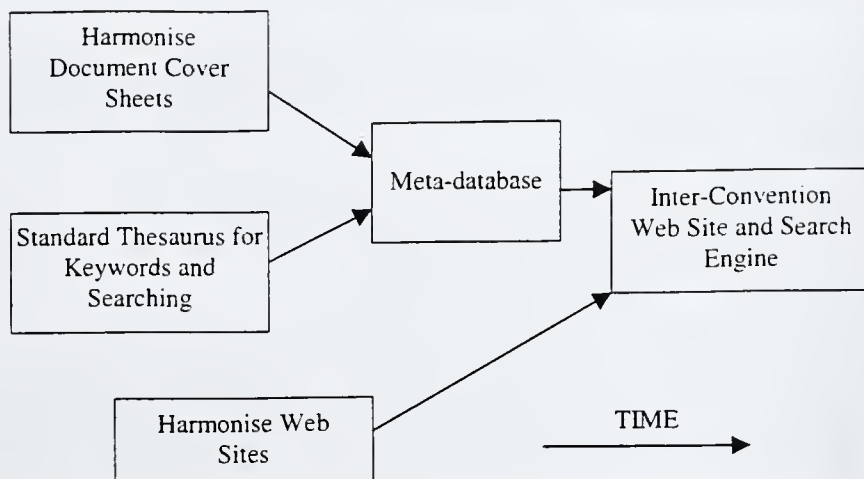 Harmonise
Document Cover
Sheets
Meta-database
Inter-Convention
Web Site and Search
Engine
Standard Thesaurus for
Keywords and
Searching
Harmonise Web
Sites
TIME